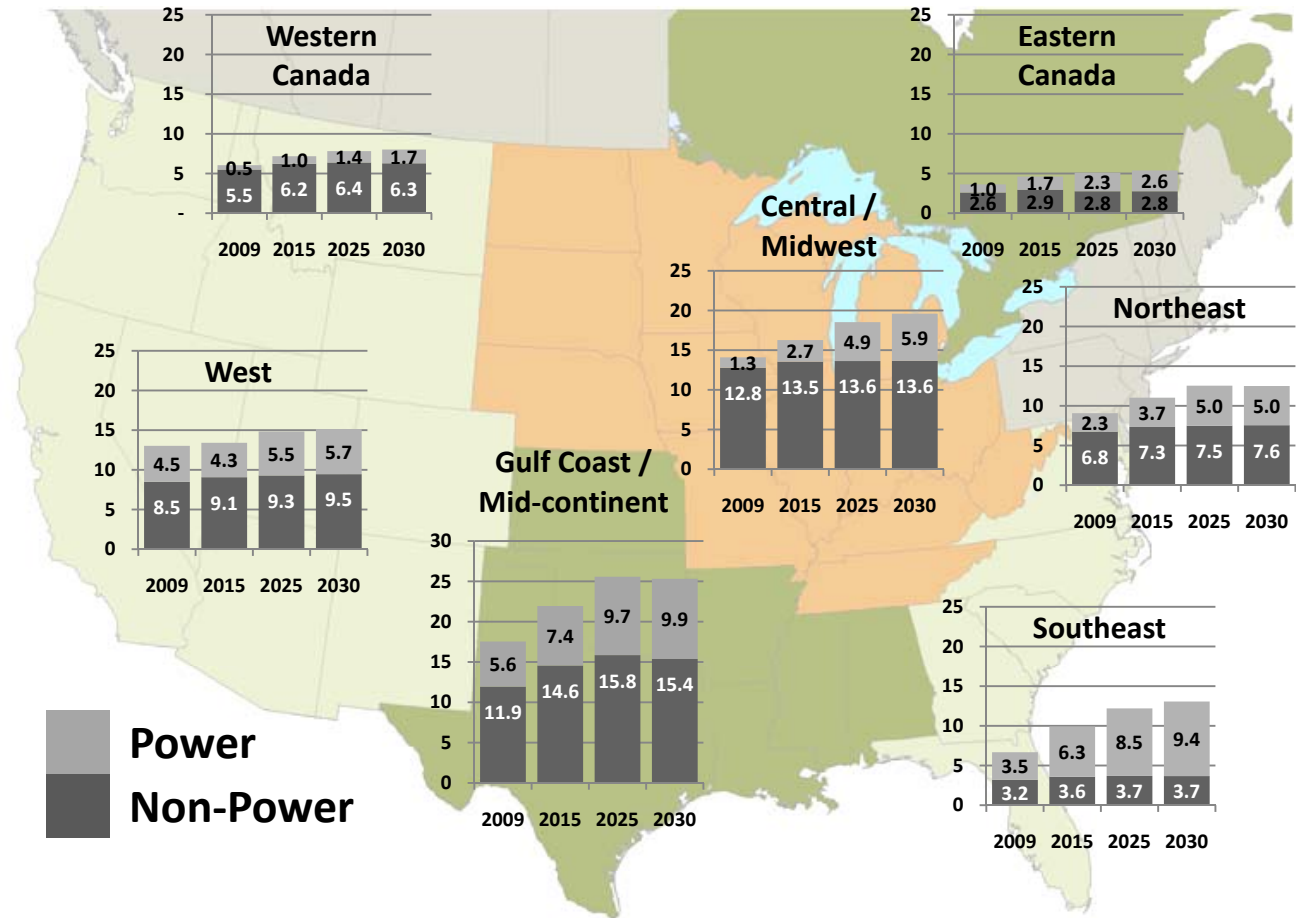 Western
Canada
25
20
15
10
5
-
0.5 1.0 1.4 1.7
5.5 6.2 6.4 6.3
2009 2015 2025 2030
Eastern
Canada
25
20
15
10
5
0
1.0 1.7 2.3 2.6
2.6 2.9 2.8 2.8
2009 2015 2025 2030
Central /
Midwest
25
20
15
10
5
0
1.3 2.7 4.9 5.9
12.8 13.5 13.6 13.6
2009 2015 2025 2030
Northeast
25
20
15
10
5
0
2.3 3.7 5.0 5.0
6.8 7.3 7.5 7.6
2009 2015 2025 2030
West
25
20
15
10
5
0
4.5 4.3 5.5 5.7
8.5 9.1 9.3 9.5
2009 2015 2025 2030
Gulf Coast /
Mid-continent
30
25
20
15
10
5
0
5.6 7.4 9.7 9.9
11.9 14.6 15.8 15.4
2009 2015 2025 2030
Southeast
25
20
15
10
5
0
3.5 6.3 8.5 9.4
3.2 3.6 3.7 3.7
2009 2015 2025 2030
Power
Non-Power